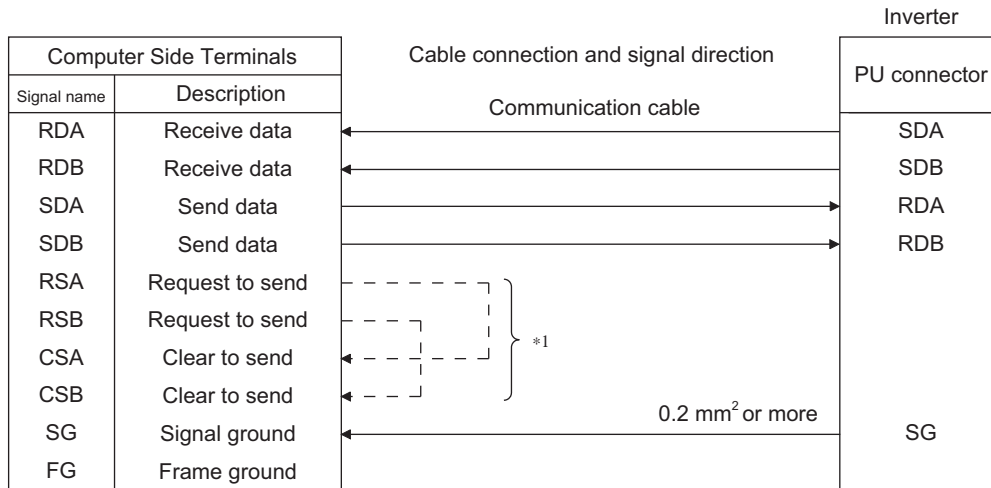 Inverter
Computer Side Terminals
Cable connection and signal direction
PU connector
Signal name
Description
Communication cable
RDA
Receive data
SDA
RDB
Receive data
SDB
SDA
Send data
RDA
SDB
Send data
RDB
RSA
Request to send
RSB
Request to send
*1
CSA
Clear to send
CSB
Clear to send
0.2 mm² or more
SG
Signal ground
SG
FG
Frame ground